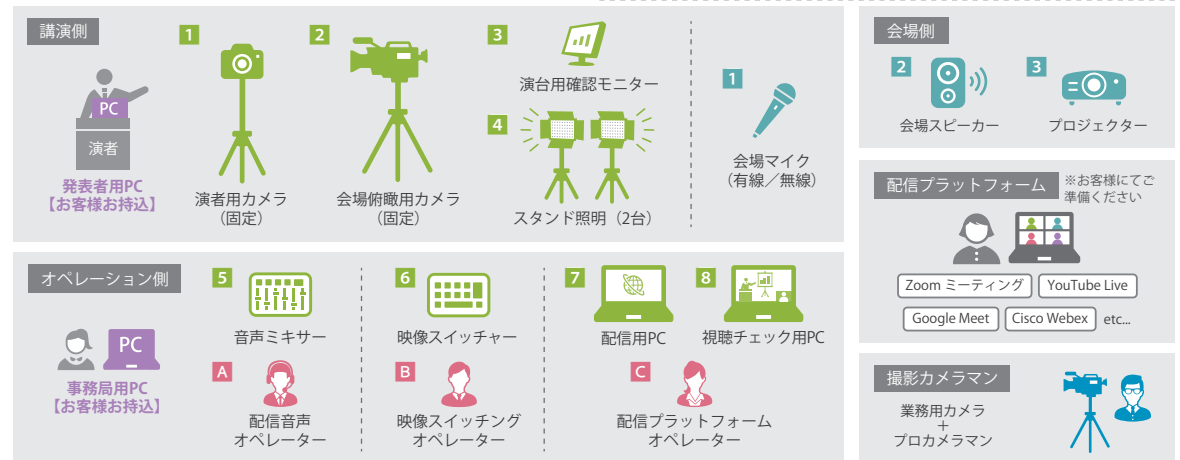 講演側
PC
演者
発表者用PC
【お客様お持込】
1
演者用カメラ
（固定）
2
会場俯瞰用カメラ
（固定）
3
演台用確認モニター
4
スタンド照明（2台）
1
会場マイク
（有線／無線）
会場側
2
会場スピーカー
3
プロジェクター
配信プラットフォーム
※お客様にてご
準備ください
Zoom ミーティング
YouTube Live
Google Meet
Cisco Webex
etc...
オペレーション側
PC
事務局用PC
【お客様お持込】
5
音声ミキサー
A
配信音声
オペレーター
6
映像スイッチャー
B
映像スイッチング
オペレーター
7
配信用PC
8
視聴チェック用PC
C
配信プラットフォーム
オペレーター
撮影カメラマン
業務用カメラ
＋
プロカメラマン